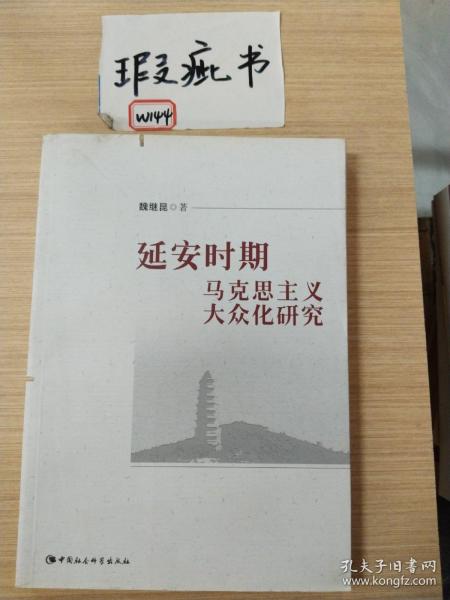 瑕疵书
W144
魏继昆◎著
延安时期
马克思主义
大众化研究
中国社会科学出版社
孔夫子旧书网
www.kongfz.com